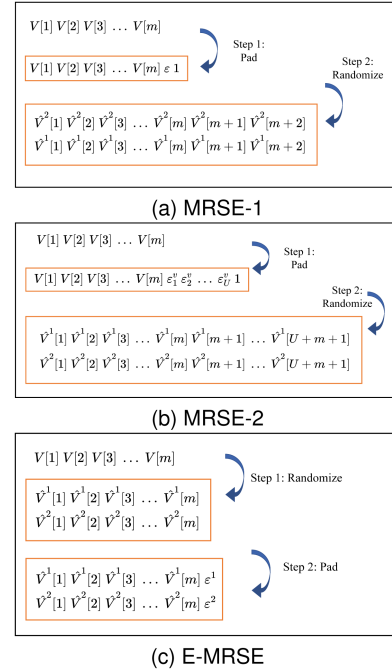 V[1] V[2] V[3] … V[m]
Step 1:
Pad
V[1] V[2] V[3] … V[m] ε 1
Step 2:
Randomize
V̂²[1] V̂²[2] V̂²[3] … V̂²[m] V̂²[m+1] V̂²[m+2]
V̂¹[1] V̂¹[2] V̂¹[3] … V̂¹[m] V̂¹[m+1] V̂¹[m+2]
(a) MRSE-1
V[1] V[2] V[3] … V[m]
Step 1:
Pad
V[1] V[2] V[3] … V[m] ε₁ᵛ ε₂ᵛ … ε_Uᵛ 1
Step 2:
Randomize
V̂¹[1] V̂¹[2] V̂¹[3] … V̂¹[m] V̂¹[m+1] … V̂¹[U+m+1]
V̂²[1] V̂²[2] V̂²[3] … V̂²[m] V̂²[m+1] … V̂²[U+m+1]
(b) MRSE-2
V[1] V[2] V[3] … V[m]
Step 1: Randomize
V̂¹[1] V̂¹[2] V̂¹[3] … V̂¹[m]
V̂²[1] V̂²[2] V̂²[3] … V̂²[m]
Step 2: Pad
V̂¹[1] V̂¹[2] V̂¹[3] … V̂¹[m] ε¹
V̂²[1] V̂²[2] V̂²[3] … V̂²[m] ε²
(c) E-MRSE